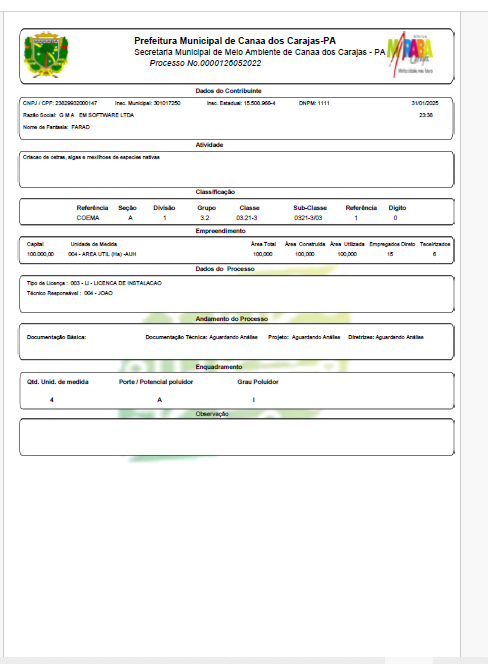 Prefeitura Municipal de Canaa dos Carajas-PA
Secretaria Municipal de Meio Ambiente de Canaa dos Carajas - PA
Processo No.0000126052022
MARABA
Dados do Contribuinte
CNPJ / CPF: 23829932000147 Insc. Municipal: 301017250 Insc. Estadual: 15.508.966-4 DNPM: 1111 31/01/2025
Razão Social: G M A EM SOFTWARE LTDA 23:38
Nome de Fantasia: FARAD
Atividade
Criacao de ostras, algas e mexilhoes de especies nativas
Classificação
Referência Seção Divisão Grupo Classe Sub-Classe Referência Digito
COEMA A 1 3.2 03.21-3 0321-3/03 1 0
Empreendimento
Capital Unidade de Medida Área Total Área Construida Área Utilizada Empregados Direto Teceirizados
100.000,00 004 - AREA UTIL (Ha) -AUH 100,000 100,000 100,000 15 6
Dados do Processo
Tipo de Licença : 003 - LI - LICENCA DE INSTALACAO
Técnico Responsável : 004 - JOAO
Andamento do Processo
Documentação Básica: Documentação Técnica: Aguardando Análise Projeto: Aguardando Análise Diretrizes: Aguardando Análise
Enquadramento
Qtd. Unid. de medida Porte / Potencial poluidor Grau Poluidor
4 A I
Observação